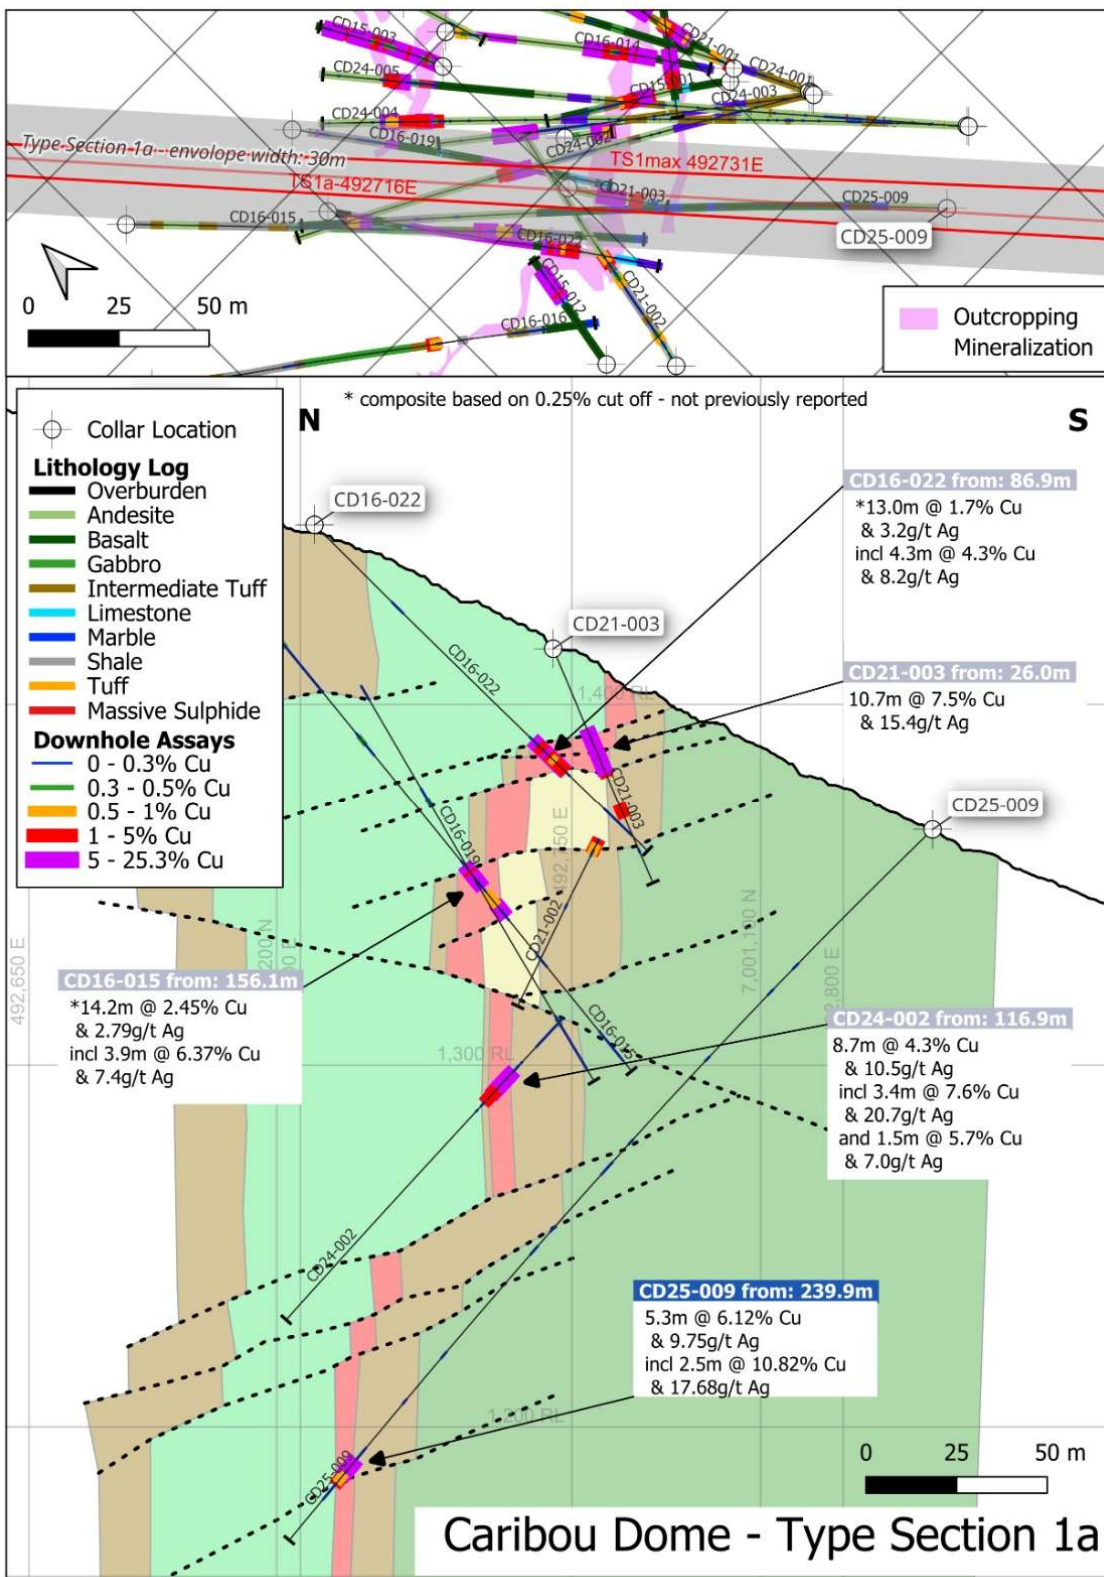 CD15-003
CD16-014
CD21-001
CD24-001
CD24-005
CD24-003
CD24-004
CD16-019
CD24-002
Type Section 1a - envolope width: 30m
TS1max 492731E
TS1a-492716E
CD21-003
CD25-009
CD16-015
CD16-022
CD25-009
CD15-012
CD21-002
CD16-016
0 25 50 m
Outcropping
Mineralization
* composite based on 0.25% cut off - not previously reported
N
S
Collar Location
Lithology Log
Overburden
Andesite
Basalt
Gabbro
Intermediate Tuff
Limestone
Marble
Shale
Tuff
Massive Sulphide
Downhole Assays
0 - 0.3% Cu
0.3 - 0.5% Cu
0.5 - 1% Cu
1 - 5% Cu
5 - 25.3% Cu
CD16-022
CD16-022 from: 86.9m
*13.0m @ 1.7% Cu
& 3.2g/t Ag
incl 4.3m @ 4.3% Cu
& 8.2g/t Ag
CD21-003
CD16-022
CD21-003 from: 26.0m
10.7m @ 7.5% Cu
& 15.4g/t Ag
1,400 RL
CD21-003
CD25-009
CD16-019
492,750 E
CD21-002
7,001,100 N
492,650 E
CD16-015 from: 156.1m
*14.2m @ 2.45% Cu
& 2.79g/t Ag
incl 3.9m @ 6.37% Cu
& 7.4g/t Ag
CD16-015
1,300 RL
CD24-002 from: 116.9m
8.7m @ 4.3% Cu
& 10.5g/t Ag
incl 3.4m @ 7.6% Cu
& 20.7g/t Ag
and 1.5m @ 5.7% Cu
& 7.0g/t Ag
CD24-002
CD25-009 from: 239.9m
5.3m @ 6.12% Cu
& 9.75g/t Ag
incl 2.5m @ 10.82% Cu
& 17.68g/t Ag
1,200 RL
CD25-009
0 25 50 m
Caribou Dome - Type Section 1a